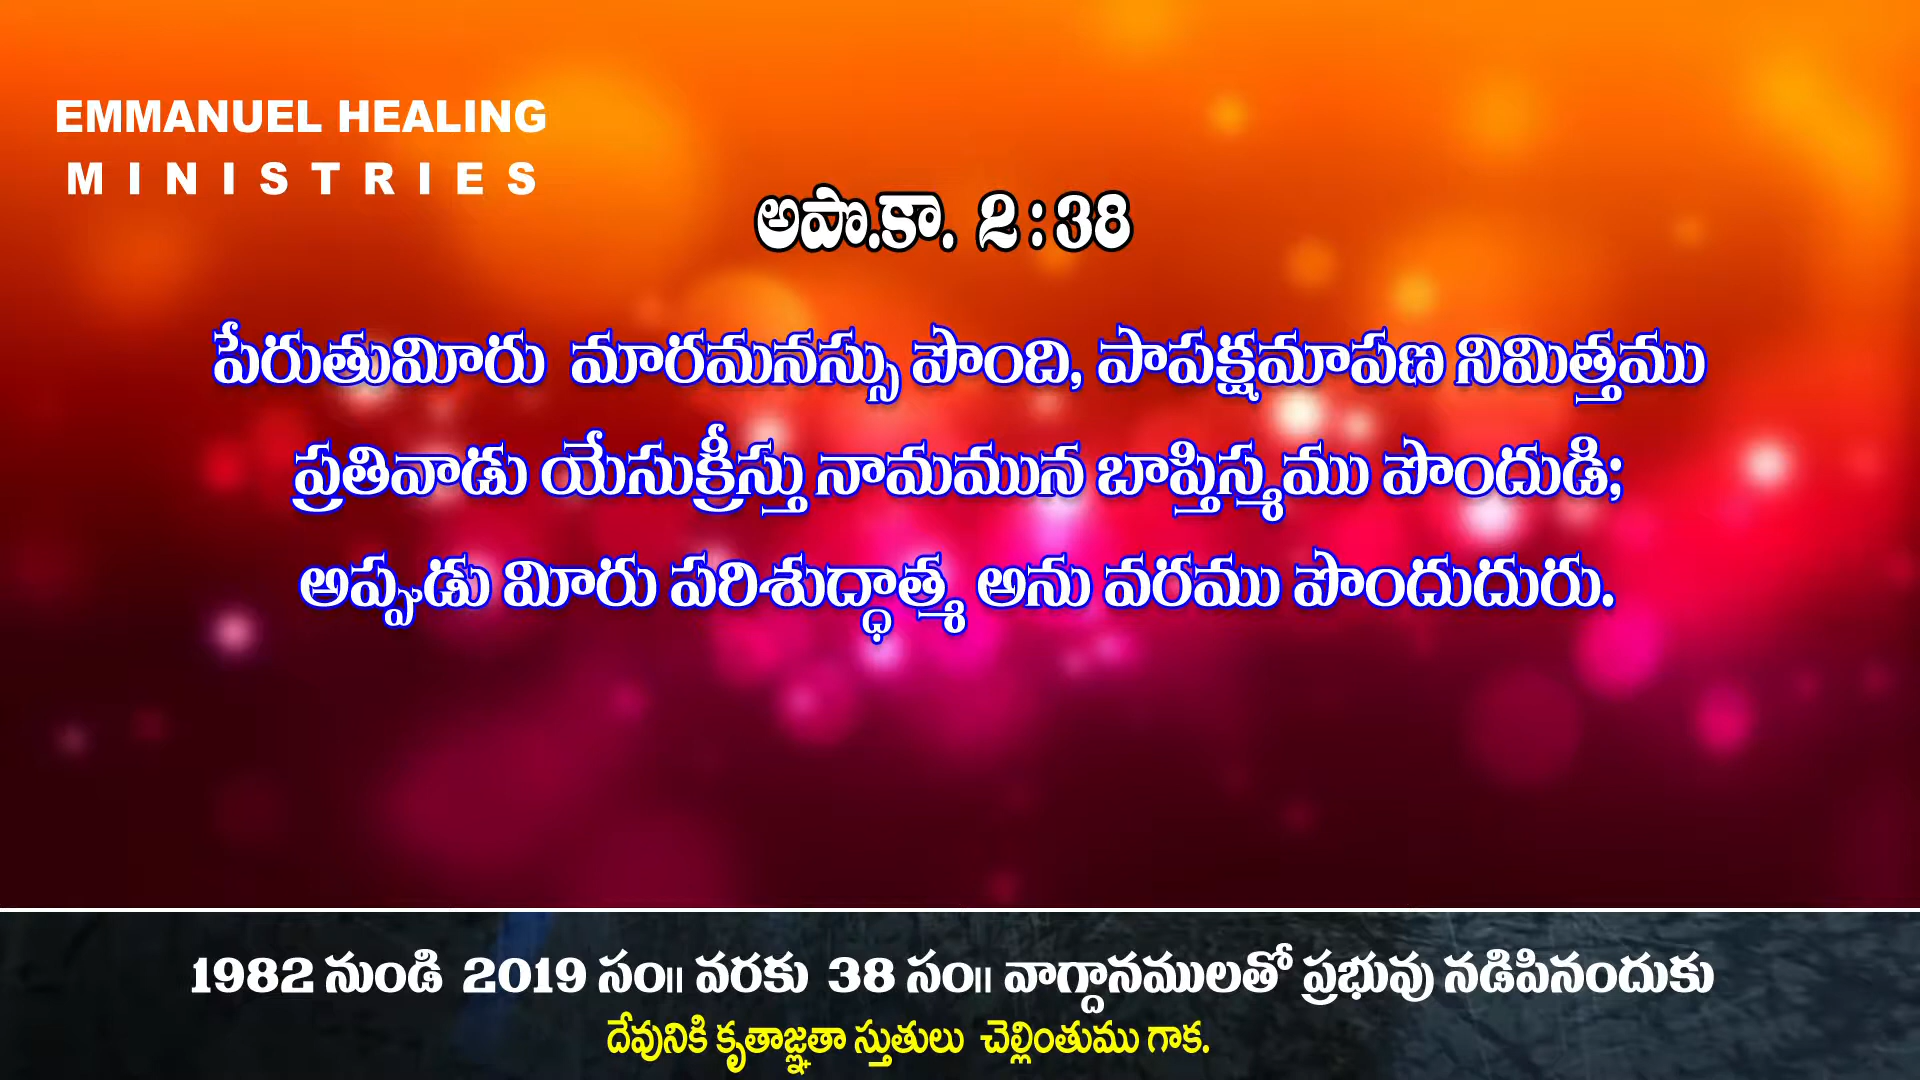 EMMANUEL HEALING
MINISTRIES
అపొ.కా. 2:38
పేరుతుమీరు మారమనస్సు పొంది, పాపక్షమాపణ నిమిత్తము
ప్రతివాడు యేసుక్రీస్తు నామమున బాప్తిస్మము పొందుడి;
అప్పుడు మీరు పరిశుద్ధాత్మ అను వరము పొందుదురు.
1982 నుండి 2019 సం॥ వరకు 38 సం॥ వాగ్దానములతో ప్రభువు నడిపినందుకు
దేవునికి కృతాజ్ఞతా స్తుతులు చెల్లింతుము గాక.